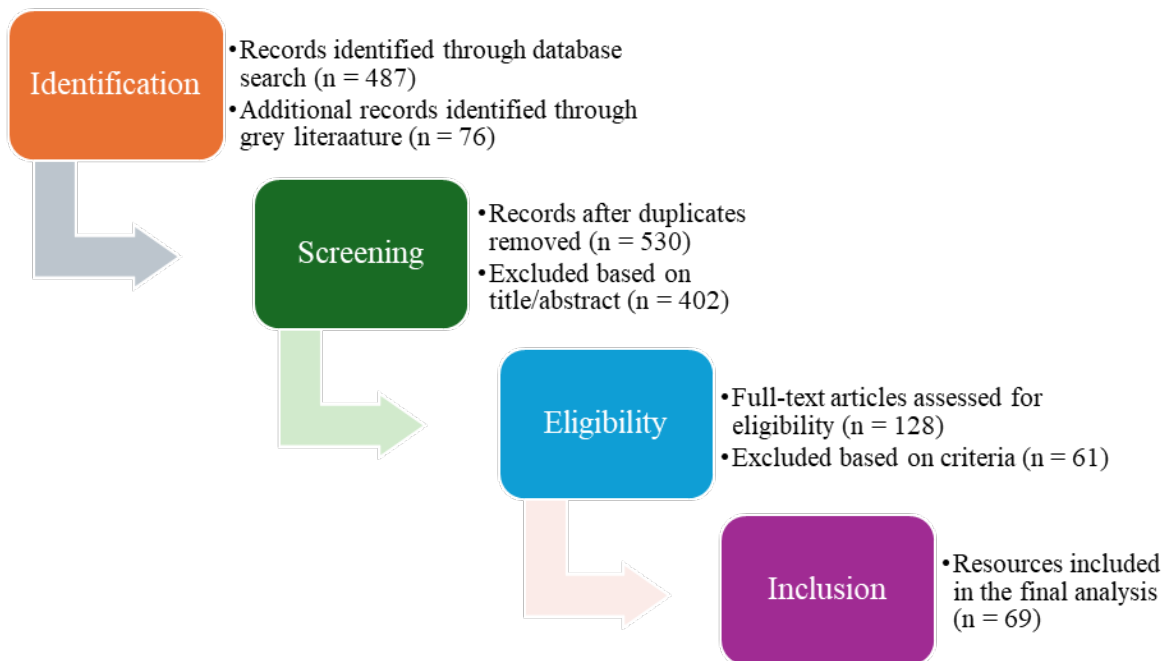 Identification
•Records identified through database
search (n = 487)
•Additional records identified through
grey literaature (n = 76)
Screening
•Records after duplicates
removed (n = 530)
•Excluded based on
title/abstract (n = 402)
Eligibility
•Full-text articles assessed for
eligibility (n = 128)
•Excluded based on criteria (n = 61)
Inclusion
•Resources included
in the final analysis
(n = 69)